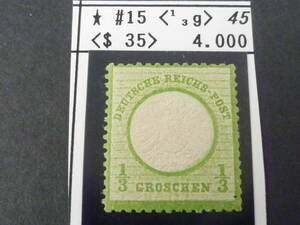 ★ #15 <¹₃g> 45
<$ 35> 4.000
DEUTSCHE REICHS-POST
1/3 GROSCHEN 1/3